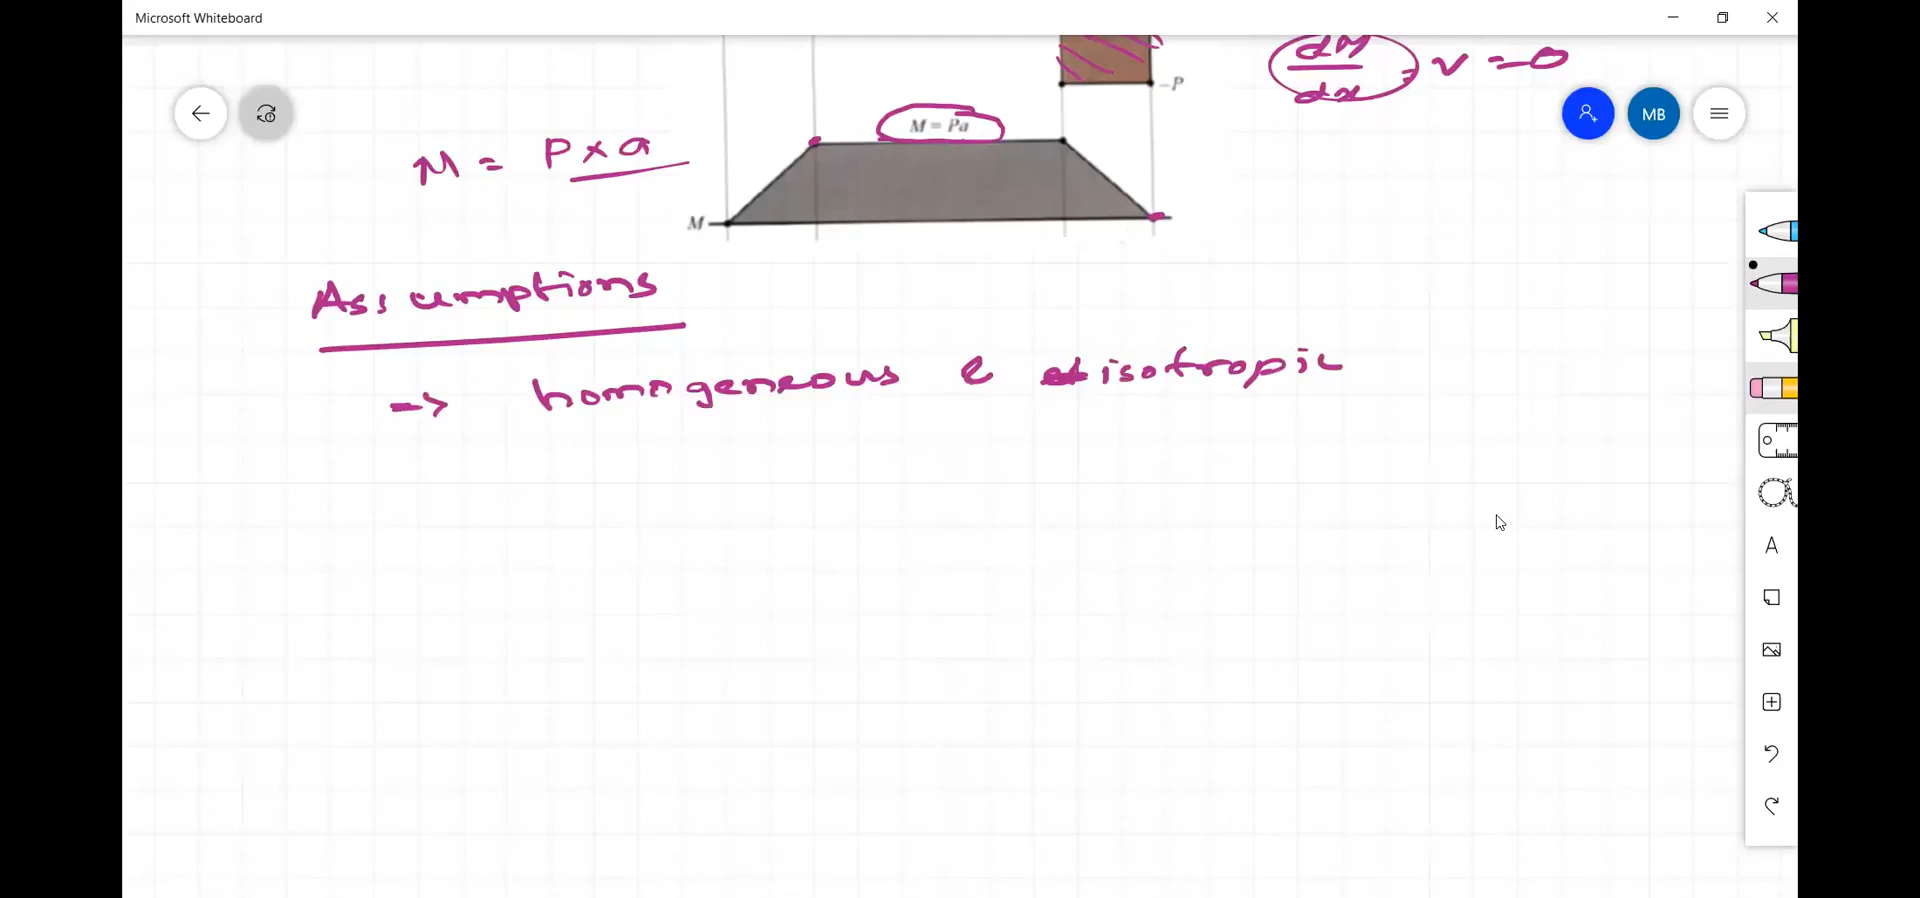 Microsoft Whiteboard
dM
dx
= V = 0
-P
MB
M = Pa
M = P x a
M
Assumptions
-> homogeneous & isotropic
A